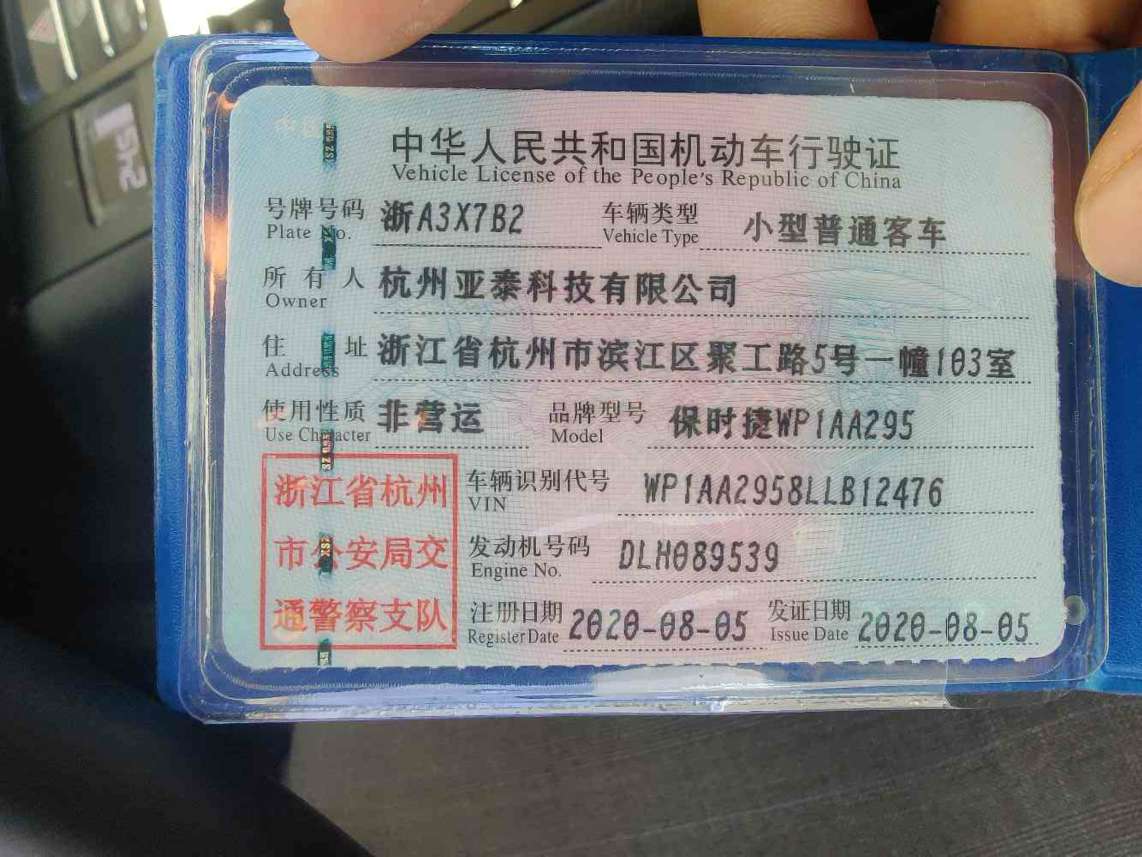 中华人民共和国机动车行驶证
Vehicle License of the People's Republic of China
号牌号码 浙A3X7B2 车辆类型 小型普通客车
Plate No. Vehicle Type
所有人 杭州亚泰科技有限公司
Owner
住址 浙江省杭州市滨江区聚工路5号一幢103室
Address
使用性质 非营运 品牌型号 保时捷WP1AA295
Use Character Model
浙江省杭州
市公安局交
通警察支队
车辆识别代号 WP1AA2958LLB12476
VIN
发动机号码 DLH089539
Engine No.
注册日期 2020-08-05 发证日期 2020-08-05
Register Date Issue Date